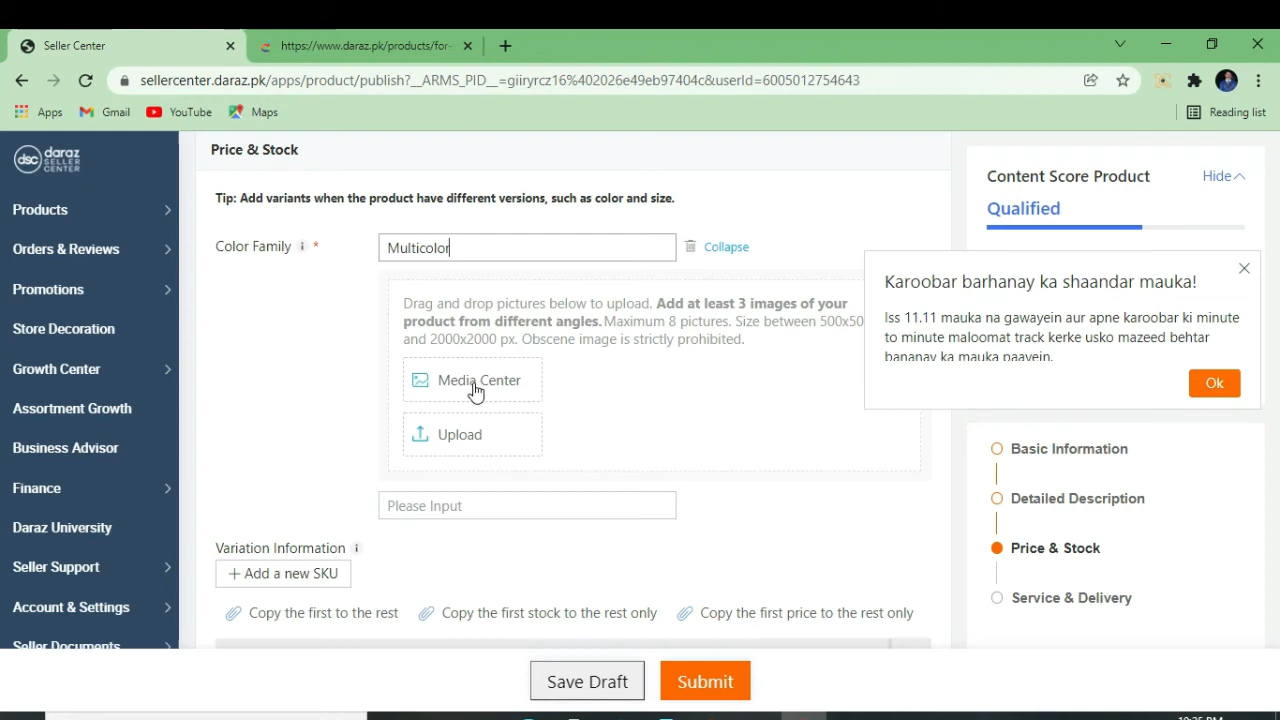 Seller Center
https://www.daraz.pk/products/for-
sellercenter.daraz.pk/apps/product/publish?__ARMS_PID__=giiryrcz16%402026e49eb97404c&userId=6005012754643
Apps
Gmail
YouTube
Maps
Reading list
dsc daraz SELLER CENTER
Products
Orders & Reviews
Promotions
Store Decoration
Growth Center
Assortment Growth
Business Advisor
Finance
Daraz University
Seller Support
Account & Settings
Seller Documents
Price & Stock
Tip: Add variants when the product have different versions, such as color and size.
Color Family i *
Multicolor
Collapse
Drag and drop pictures below to upload. Add at least 3 images of your
product from different angles. Maximum 8 pictures. Size between 500x50
and 2000x2000 px. Obscene image is strictly prohibited.
Media Center
Upload
Please Input
Variation Information i
+ Add a new SKU
Copy the first to the rest
Copy the first stock to the rest only
Copy the first price to the rest only
Save Draft
Submit
Content Score Product
Hide
Qualified
Karoobar barhanay ka shaandar mauka!
Iss 11.11 mauka na gawayein aur apne karoobar ki minute
to minute maloomat track kerke usko mazeed behtar
bananay ka mauka paayein.
Ok
Basic Information
Detailed Description
Price & Stock
Service & Delivery